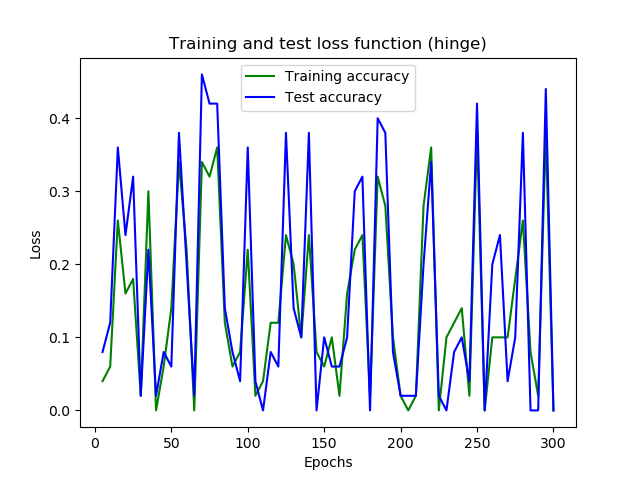 Training and test loss function (hinge)
Training accuracy
Test accuracy
0.4
0.3
0.2
0.1
0.0
Loss
0
50
100
150
200
250
300
Epochs